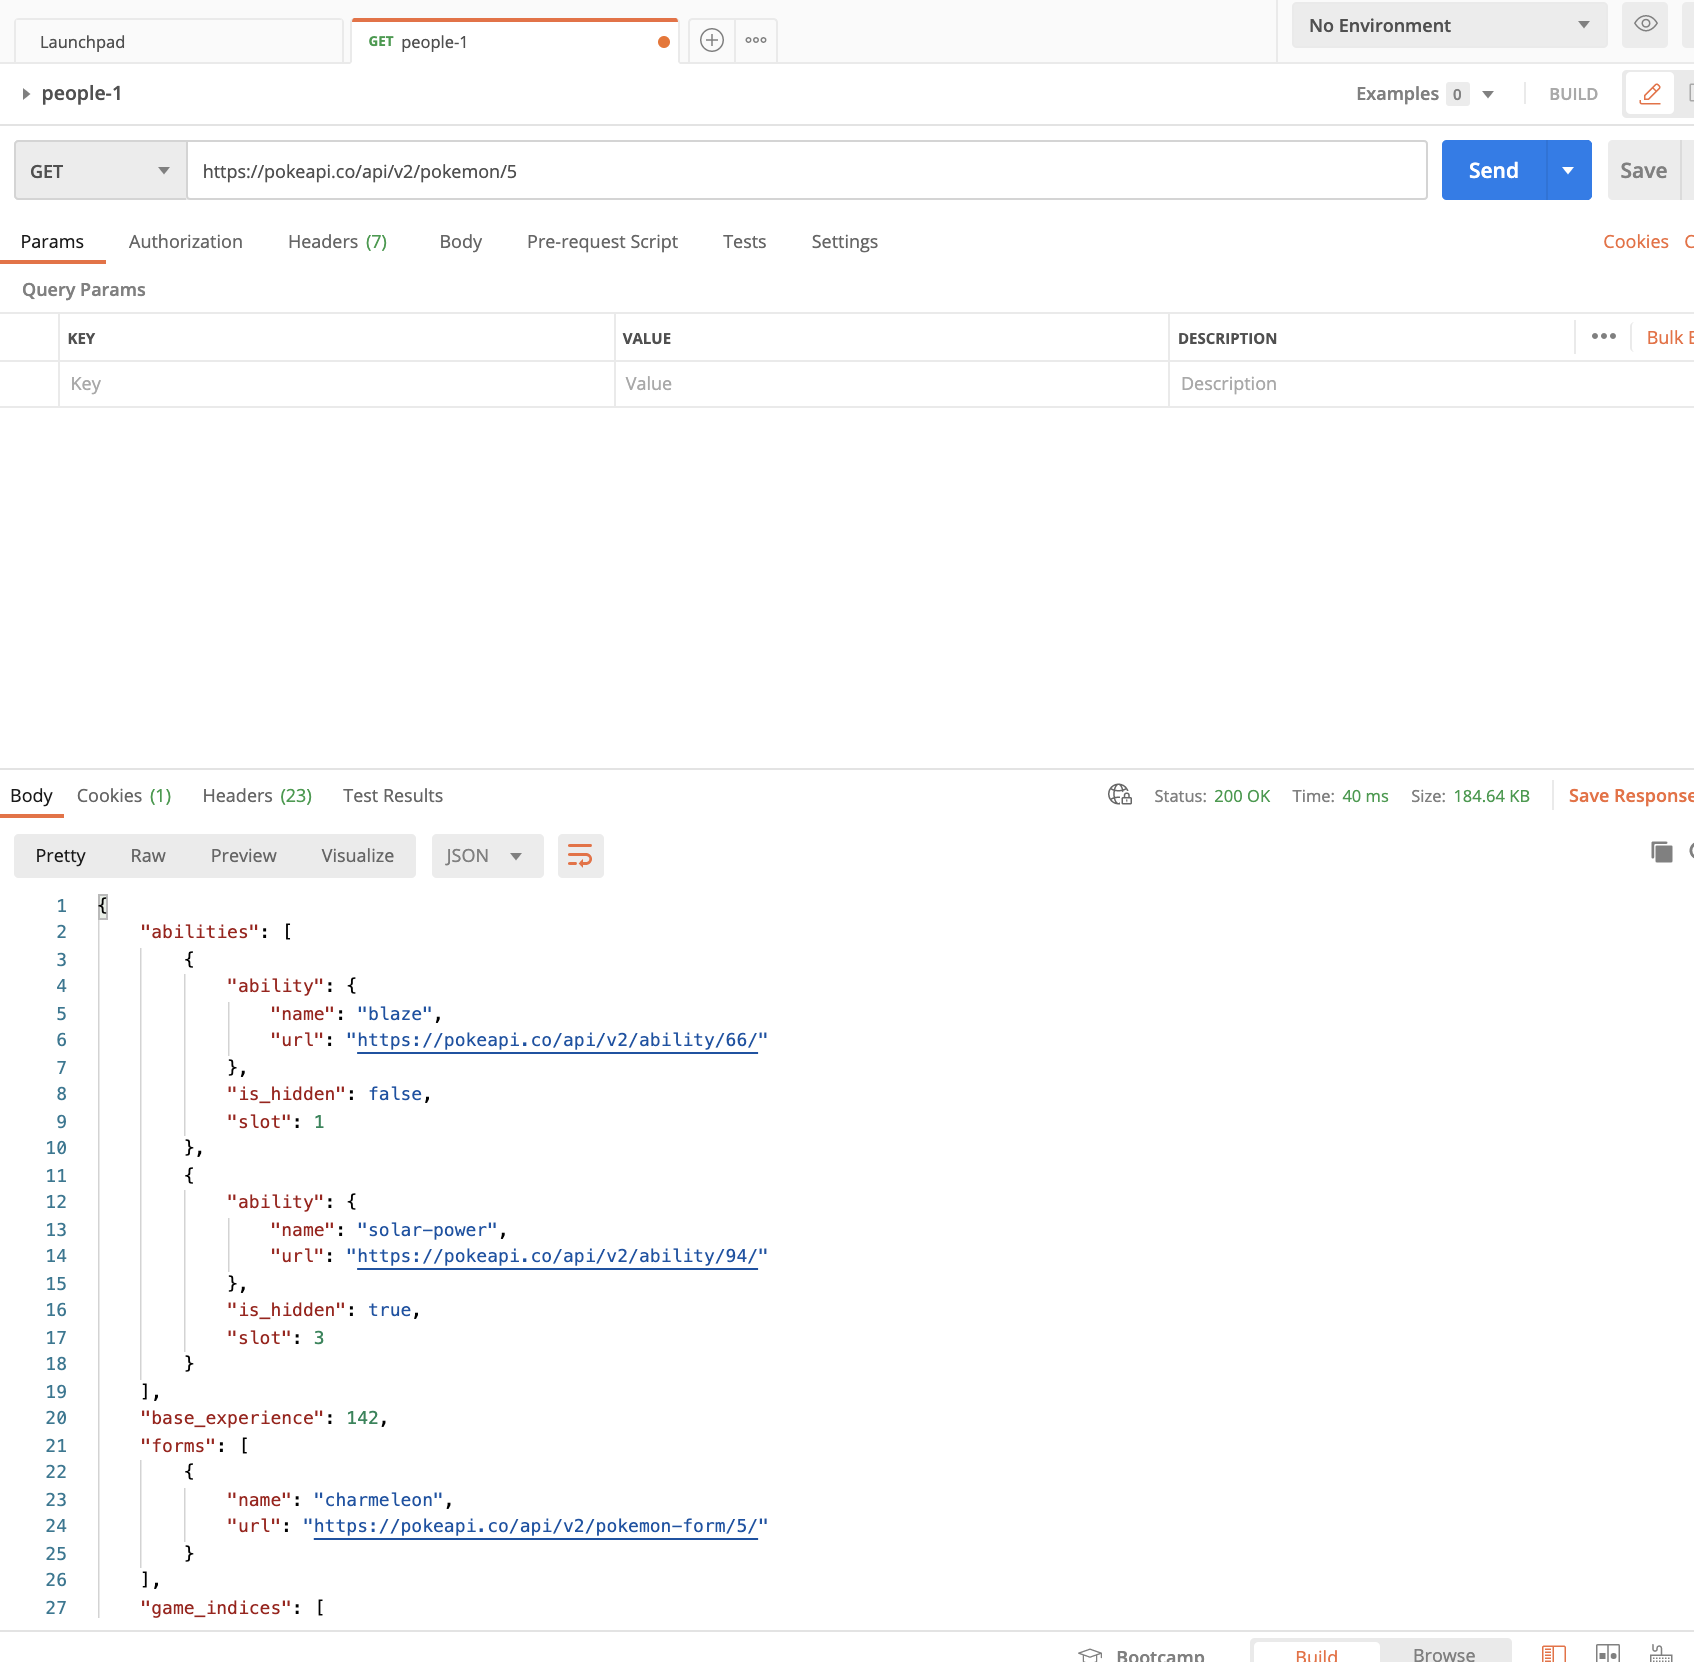 Launchpad
GET people-1
No Environment
people-1
Examples 0
BUILD
GET
https://pokeapi.co/api/v2/pokemon/5
Send
Save
Params
Authorization
Headers (7)
Body
Pre-request Script
Tests
Settings
Cookies
Query Params
KEY
VALUE
DESCRIPTION
Bulk
Key
Value
Description
Body
Cookies (1)
Headers (23)
Test Results
Status: 200 OK
Time: 40 ms
Size: 184.64 KB
Save Response
Pretty
Raw
Preview
Visualize
JSON
1 {
2 "abilities": [
3 {
4 "ability": {
5 "name": "blaze",
6 "url": "https://pokeapi.co/api/v2/ability/66/"
7 },
8 "is_hidden": false,
9 "slot": 1
10 },
11 {
12 "ability": {
13 "name": "solar-power",
14 "url": "https://pokeapi.co/api/v2/ability/94/"
15 },
16 "is_hidden": true,
17 "slot": 3
18 }
19 ],
20 "base_experience": 142,
21 "forms": [
22 {
23 "name": "charmeleon",
24 "url": "https://pokeapi.co/api/v2/pokemon-form/5/"
25 }
26 ],
27 "game_indices": [
Bootcamp
Build
Browse